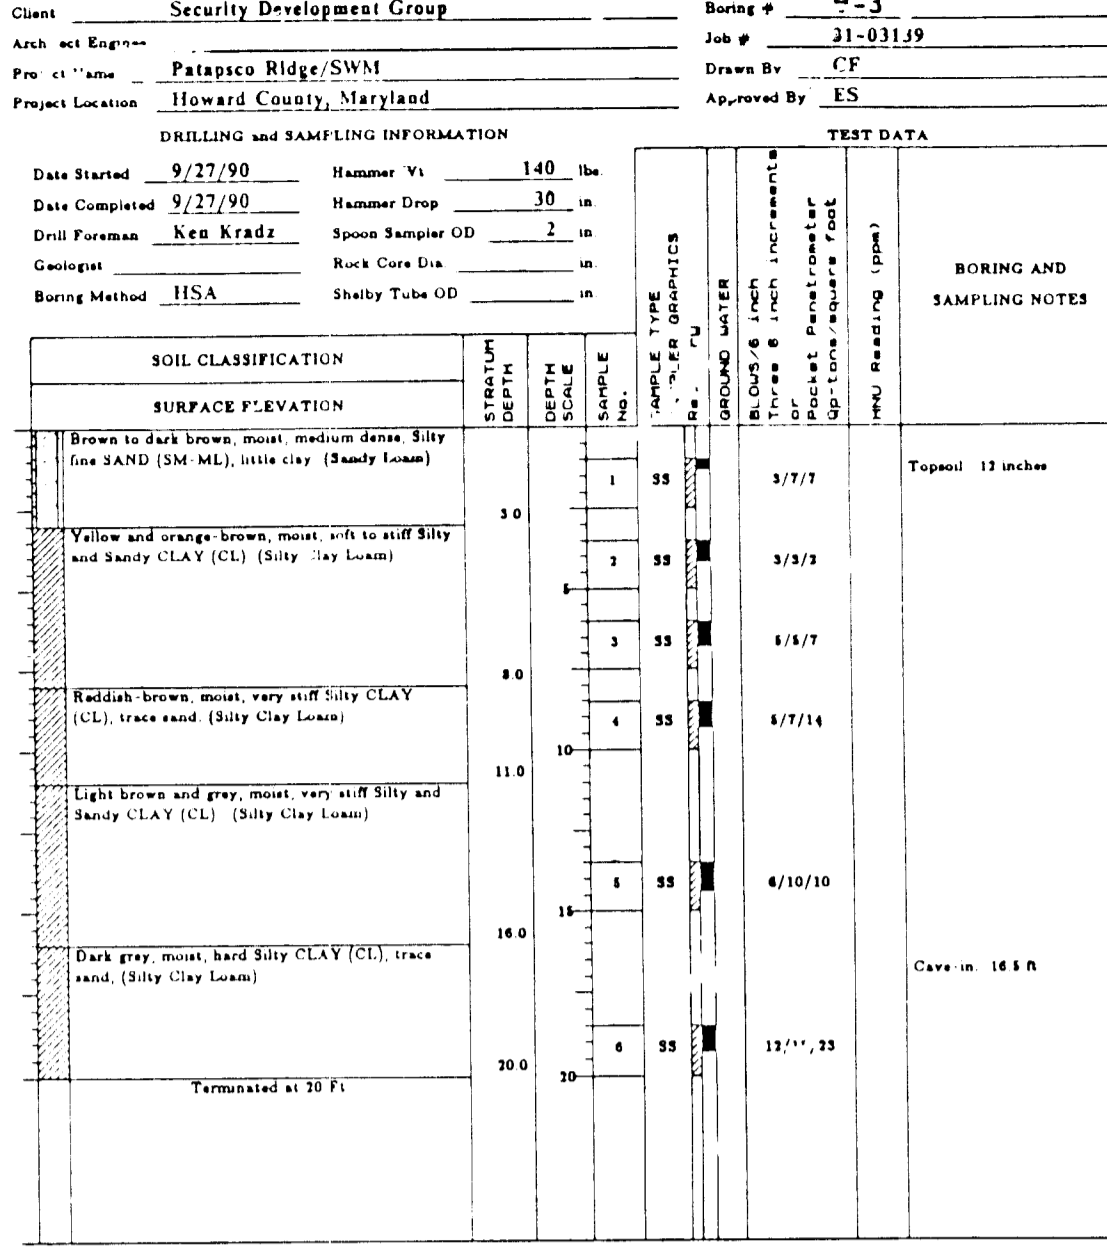 Client Security Development Group
Boring # -3
Job # 31-03139
Project Name Patapsco Ridge/SWM
Drawn By CF
Project Location Howard County, Maryland
Approved By ES
DRILLING and SAMPLING INFORMATION
TEST DATA
Date Started 9/27/90
Hammer Wt 140 lbs.
Date Completed 9/27/90
Hammer Drop 30 in.
Drill Foreman Ken Kradz
Spoon Sampler OD 2 in.
Geologist
Rock Core Dia in.
Boring Method HSA
Shelby Tube OD in
SOIL CLASSIFICATION
SURFACE ELEVATION
STRATUM
DEPTH
DEPTH
SCALE
SAMPLE
No.
SAMPLE TYPE
GRAPHICS
GROUND WATER
BLOWS/6 inch
Three 6 inch increments
or
Pocket Penetrometer
Qp-tons/square foot
HNU Reading (ppm)
BORING AND
SAMPLING NOTES
Brown to dark brown, moist, medium dense, Silty
fine SAND (SM-ML), little clay (Sandy Loam)
1 SS 3/7/7
Topsoil 12 inches
3.0
Yellow and orange-brown, moist, soft to stiff Silty
and Sandy CLAY (CL) (Silty Clay Loam)
2 SS 3/3/2
5
3 SS 5/5/7
8.0
Reddish-brown, moist, very stiff Silty CLAY
(CL), trace sand. (Silty Clay Loam)
4 SS 5/7/14
10
11.0
Light brown and grey, moist, very stiff Silty and
Sandy CLAY (CL) (Silty Clay Loam)
5 SS 6/10/10
15
16.0
Dark grey, moist, hard Silty CLAY (CL), trace
sand, (Silty Clay Loam)
Cave-in. 16.5 ft
6 SS 12/ 23
20.0
20
Terminated at 20 Ft